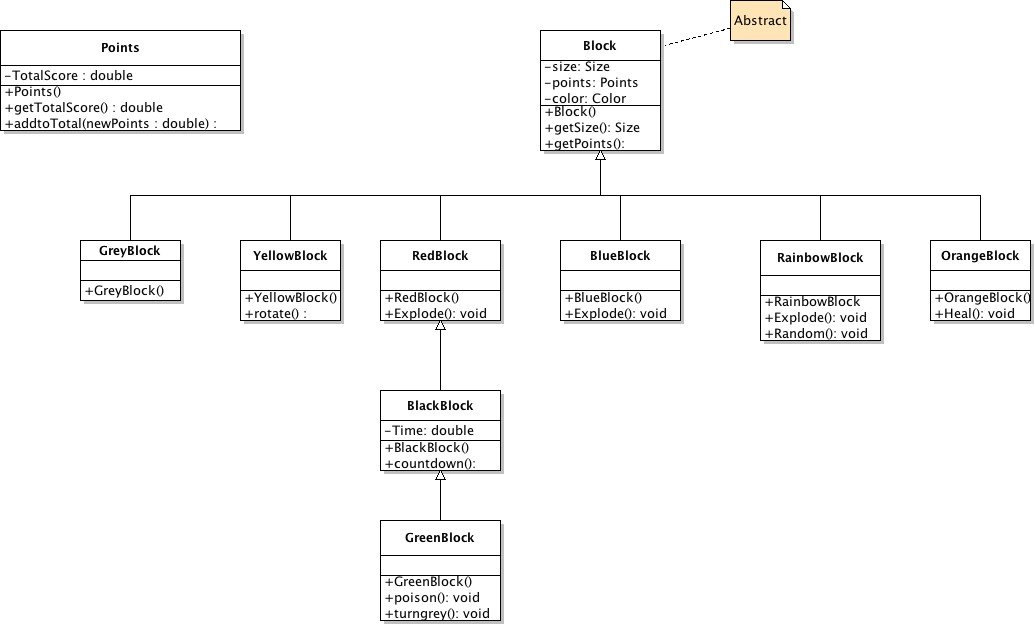 Abstract
Points
-TotalScore : double
+Points()
+getTotalScore() : double
+addtoTotal(newPoints : double) :
Block
-size: Size
-points: Points
-color: Color
+Block()
+getSize(): Size
+getPoints():
GreyBlock
+GreyBlock()
YellowBlock
+YellowBlock()
+rotate() :
RedBlock
+RedBlock()
+Explode(): void
BlueBlock
+BlueBlock()
+Explode(): void
RainbowBlock
+RainbowBlock
+Explode(): void
+Random(): void
OrangeBlock
+OrangeBlock()
+Heal(): void
BlackBlock
-Time: double
+BlackBlock()
+countdown():
GreenBlock
+GreenBlock()
+poison(): void
+turngrey(): void